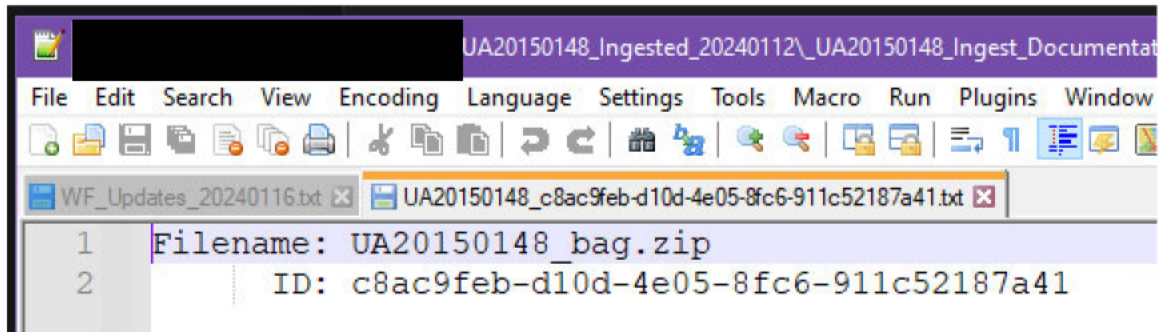 UA20150148_Ingested_20240112\_UA20150148_Ingest_Documentat
File Edit Search View Encoding Language Settings Tools Macro Run Plugins Window
WF_Updates_20240116.txt UA20150148_c8ac9feb-d10d-4e05-8fc6-911c52187a41.txt
1 Filename: UA20150148_bag.zip
2 ID: c8ac9feb-d10d-4e05-8fc6-911c52187a41